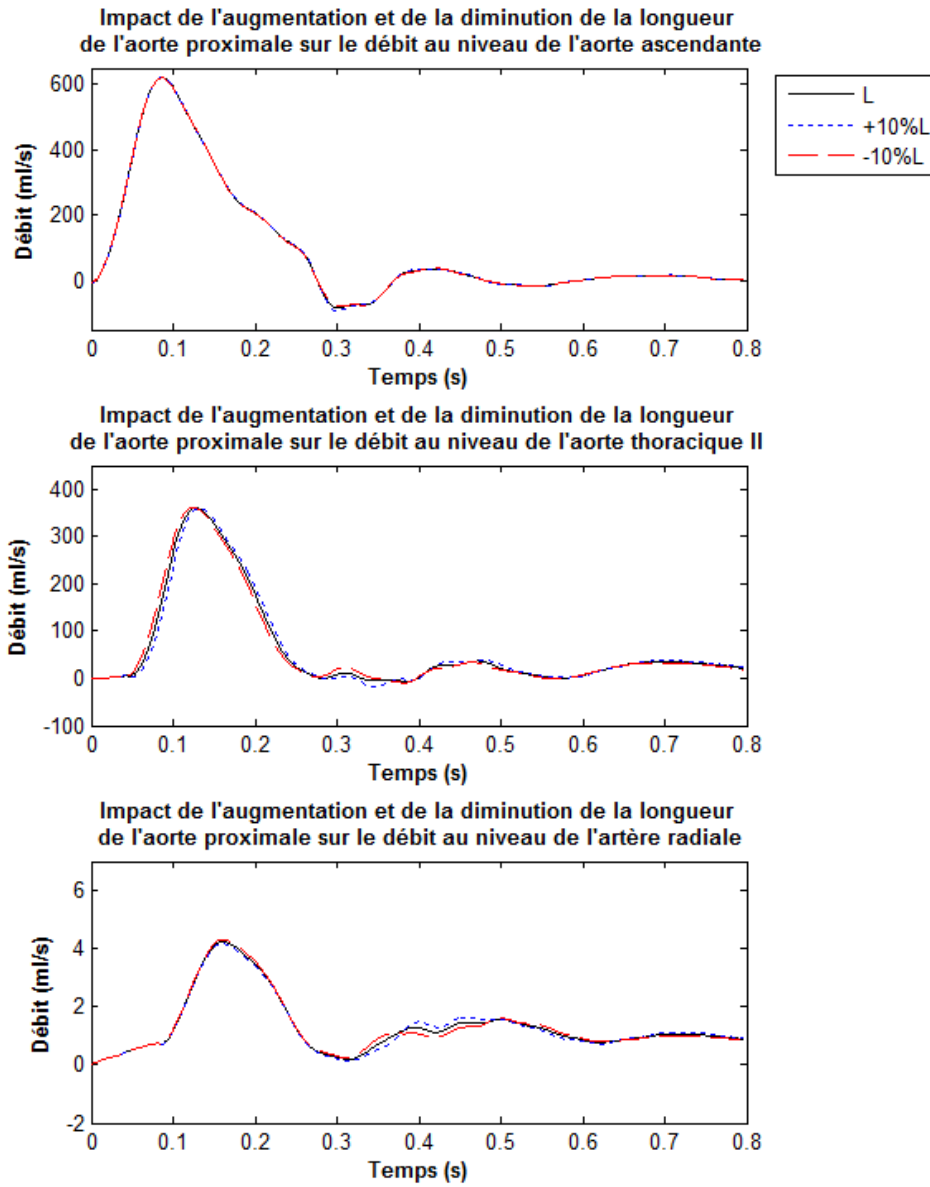 Impact de l'augmentation et de la diminution de la longueur
de l'aorte proximale sur le débit au niveau de l'aorte ascendante
600
400
200
0
Débit (ml/s)
0 0.1 0.2 0.3 0.4 0.5 0.6 0.7 0.8
Temps (s)
L
+10%L
-10%L
Impact de l'augmentation et de la diminution de la longueur
de l'aorte proximale sur le débit au niveau de l'aorte thoracique II
400
300
200
100
0
-100
Débit (ml/s)
0 0.1 0.2 0.3 0.4 0.5 0.6 0.7 0.8
Temps (s)
Impact de l'augmentation et de la diminution de la longueur
de l'aorte proximale sur le débit au niveau de l'artère radiale
6
4
2
0
-2
Débit (ml/s)
0 0.1 0.2 0.3 0.4 0.5 0.6 0.7 0.8
Temps (s)